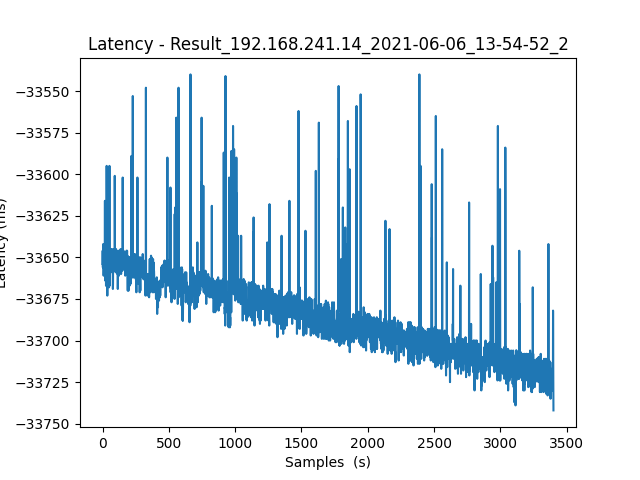 Latency - Result_192.168.241.14_2021-06-06_13-54-52_2
−33550
−33575
−33600
−33625
−33650
−33675
−33700
−33725
−33750
Latency (ms)
0 500 1000 1500 2000 2500 3000 3500
Samples  (s)